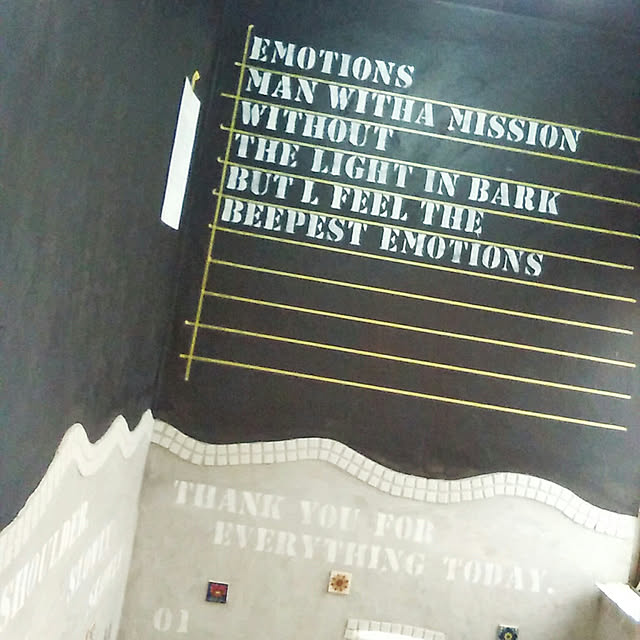 EMOTIONS
MAN WITHA MISSION
WITHOUT
THE LIGHT IN BARK
BUT L FEEL THE
BEEPEST EMOTIONS
THANK YOU FOR
EVERYTHING TODAY.
01